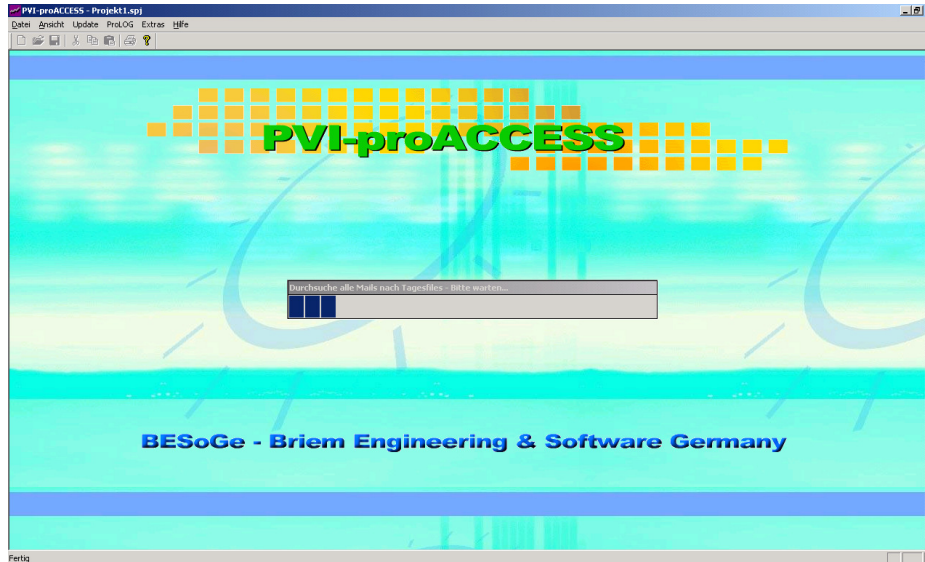 PVI-proACCESS - Projekt1.spj
Datei Ansicht Update ProLOG Extras Hilfe
PVI-proACCESS
Durchsuche alle Mails nach Tagesfiles - Bitte warten...
BESoGe - Briem Engineering & Software Germany
Fertig